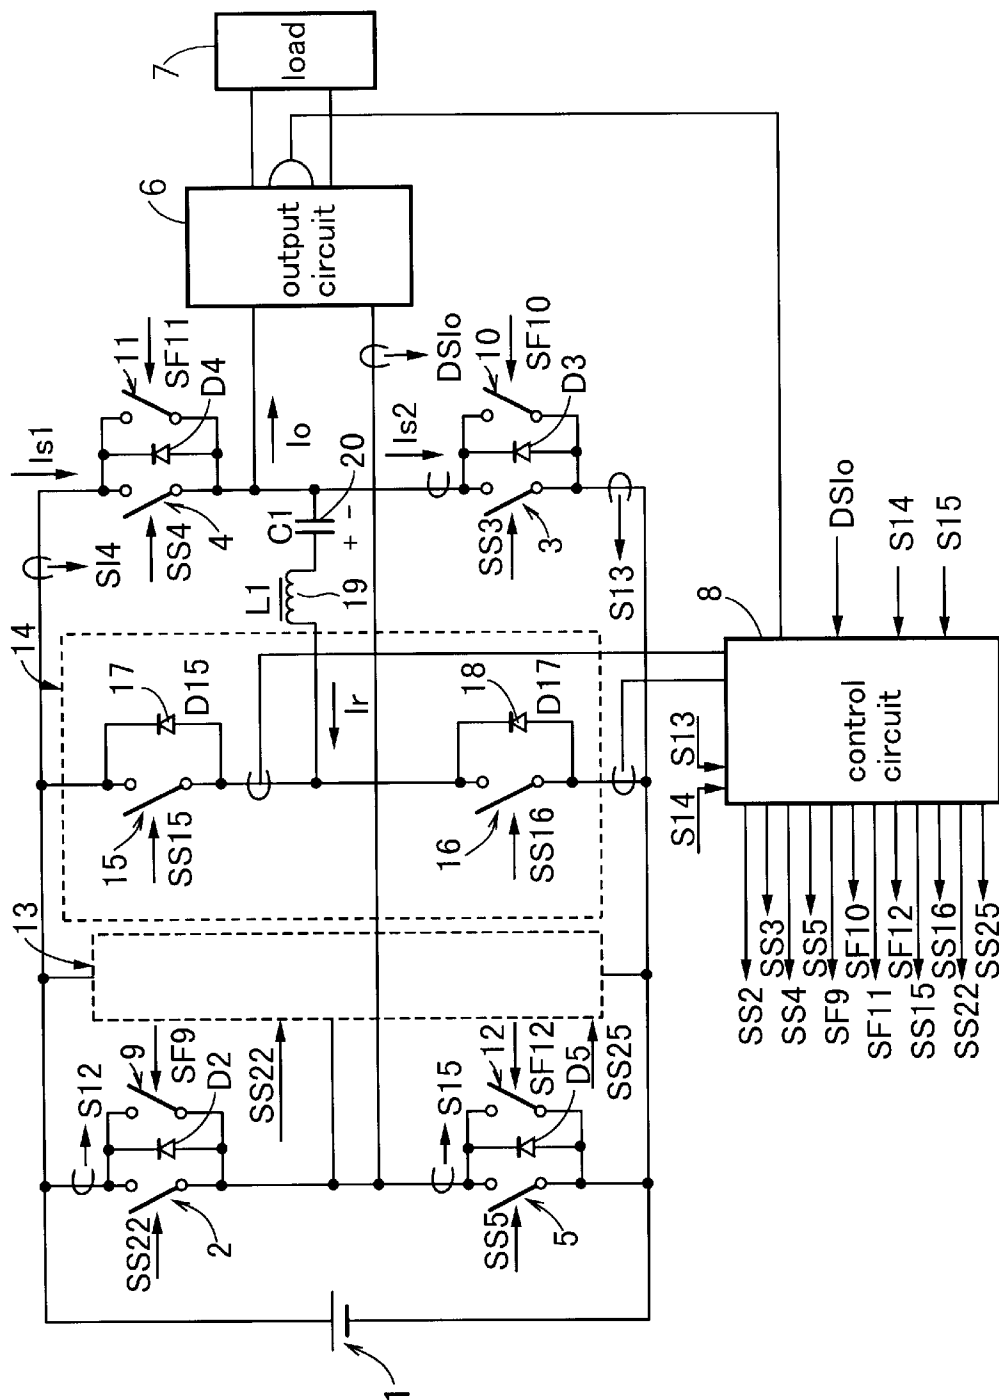 7
load
6
output
circuit
Is1
11
SF11
D4
SI4
SS4
4
Io
DSIo
Is2
10
SF10
D3
C1
20
+ -
L1
19
SS3
3
S13
14
17
D15
15
SS15
Ir
18
D17
16
SS16
13
S12
9
SF9
D2
SS22
2
SS22
S15
12
SF12
D5
SS25
SS5
5
1
8
control
circuit
S14
S13
DSIo
S14
S15
SS2
SS3
SS4
SS5
SF9
SF10
SF11
SF12
SS15
SS16
SS22
SS25